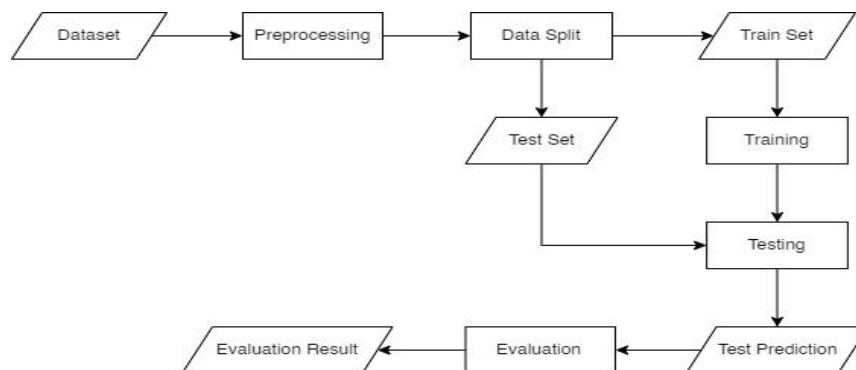 Dataset
Preprocessing
Data Split
Train Set
Test Set
Training
Testing
Evaluation Result
Evaluation
Test Prediction